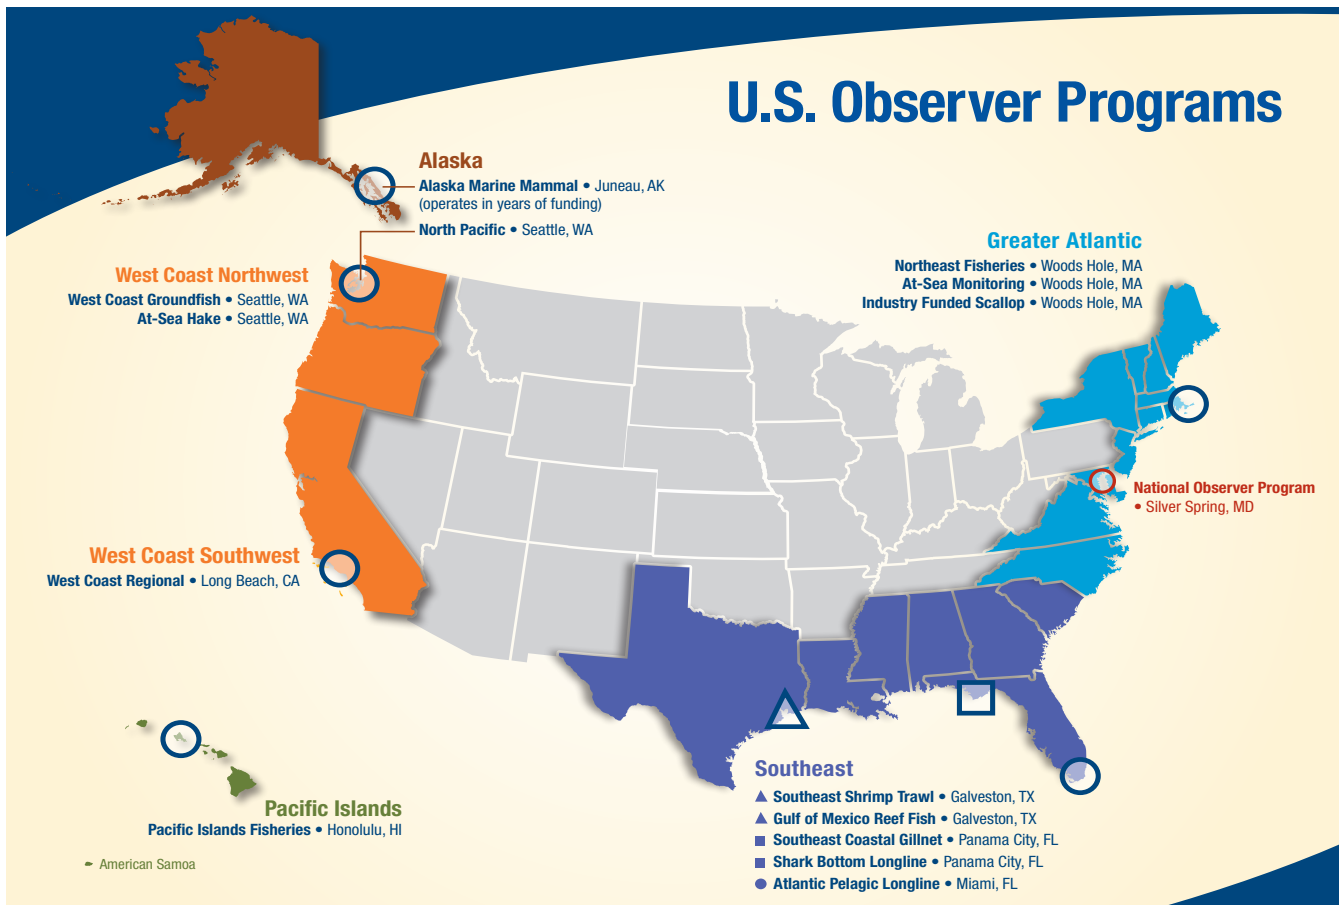 U.S. Observer Programs
Alaska
Alaska Marine Mammal • Juneau, AK
(operates in years of funding)
North Pacific • Seattle, WA
West Coast Northwest
West Coast Groundfish • Seattle, WA
At-Sea Hake • Seattle, WA
Greater Atlantic
Northeast Fisheries • Woods Hole, MA
At-Sea Monitoring • Woods Hole, MA
Industry Funded Scallop • Woods Hole, MA
National Observer Program
• Silver Spring, MD
West Coast Southwest
West Coast Regional • Long Beach, CA
Southeast
▲ Southeast Shrimp Trawl • Galveston, TX
▲ Gulf of Mexico Reef Fish • Galveston, TX
■ Southeast Coastal Gillnet • Panama City, FL
■ Shark Bottom Longline • Panama City, FL
● Atlantic Pelagic Longline • Miami, FL
Pacific Islands
Pacific Islands Fisheries • Honolulu, HI
American Samoa